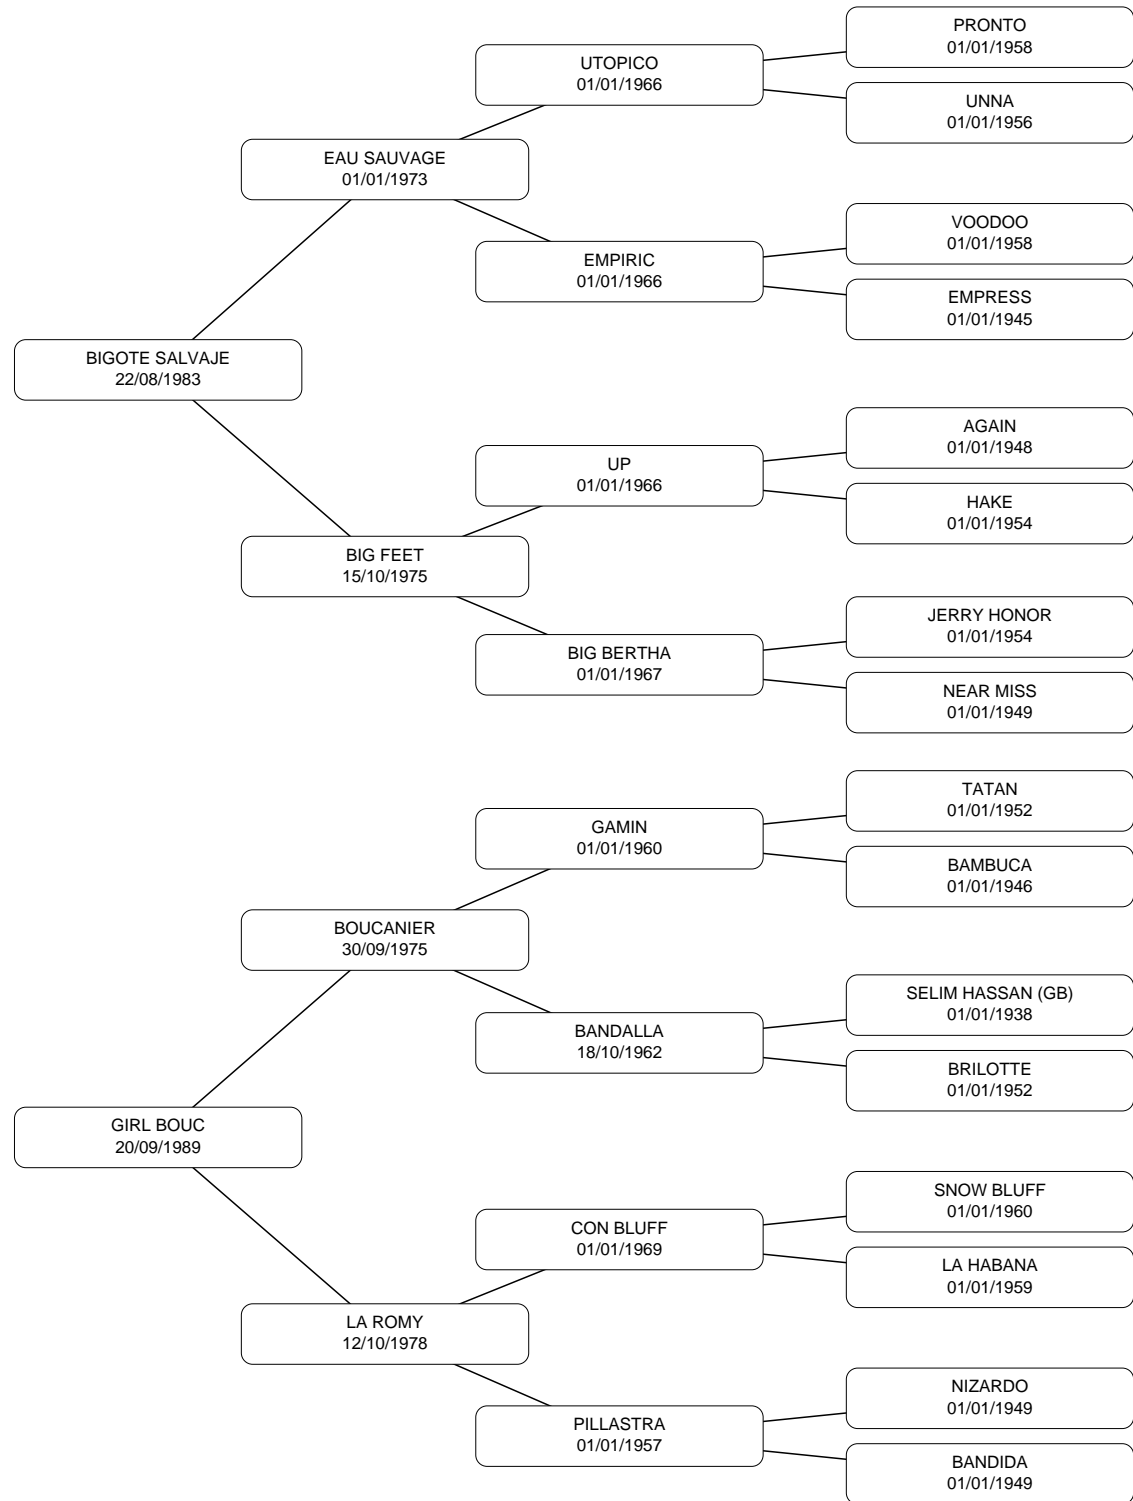 PRONTO
01/01/1958
UTOPICO
01/01/1966
UNNA
01/01/1956
EAU SAUVAGE
01/01/1973
VOODOO
01/01/1958
EMPIRIC
01/01/1966
EMPRESS
01/01/1945
BIGOTE SALVAJE
22/08/1983
AGAIN
01/01/1948
UP
01/01/1966
HAKE
01/01/1954
BIG FEET
15/10/1975
JERRY HONOR
01/01/1954
BIG BERTHA
01/01/1967
NEAR MISS
01/01/1949
TATAN
01/01/1952
GAMIN
01/01/1960
BAMBUCA
01/01/1946
BOUCANIER
30/09/1975
SELIM HASSAN (GB)
01/01/1938
BANDALLA
18/10/1962
BRILOTTE
01/01/1952
GIRL BOUC
20/09/1989
SNOW BLUFF
01/01/1960
CON BLUFF
01/01/1969
LA HABANA
01/01/1959
LA ROMY
12/10/1978
NIZARDO
01/01/1949
PILLASTRA
01/01/1957
BANDIDA
01/01/1949